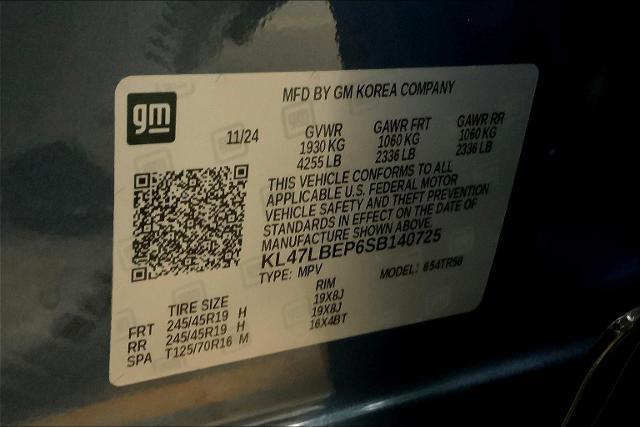 gm
MFD BY GM KOREA COMPANY
11/24 GVWR GAWR FRT GAWR RR
1930 KG 1060 KG 1060 KG
4255 LB 2336 LB 2336 LB
THIS VEHICLE CONFORMS TO ALL
APPLICABLE U.S. FEDERAL MOTOR
VEHICLE SAFETY AND THEFT PREVENTION
STANDARDS IN EFFECT ON THE DATE OF
MANUFACTURE SHOWN ABOVE.
KL47LBEP6SB140725
TYPE: MPV MODEL: 654TR58
TIRE SIZE RIM
FRT 245/45R19 H 19X8J
RR 245/45R19 H 19X8J
SPA T125/70R16 M 16X4BT